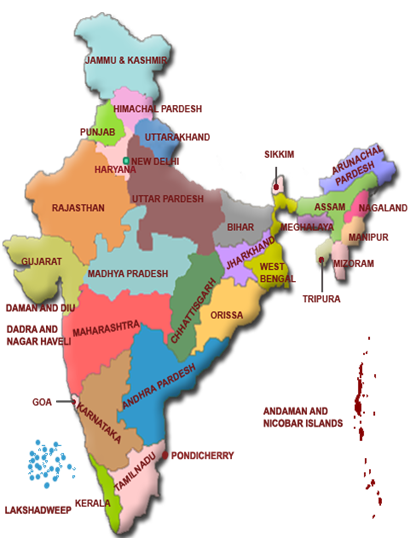 JAMMU & KASHMIR
HIMACHAL PARDESH
PUNJAB
UTTARAKHAND
HARYANA
NEW DELHI
SIKKIM
ARUNACHAL
PARDESH
RAJASTHAN
UTTAR PARDESH
ASSAM
NAGALAND
BIHAR
MEGHALAYA
MANIPUR
GUJARAT
MADHYA PRADESH
JHARKHAND
WEST
BENGAL
MIZDRAM
TRIPURA
DAMAN AND DIU
CHHATTISGARH
ORISSA
DADRA AND
NAGAR HAVELI
MAHARASHTRA
ANDHRA PARDESH
GOA
KARNATAKA
ANDAMAN AND
NICOBAR ISLANDS
PONDICHERRY
TAMILNADU
KERALA
LAKSHADWEEP